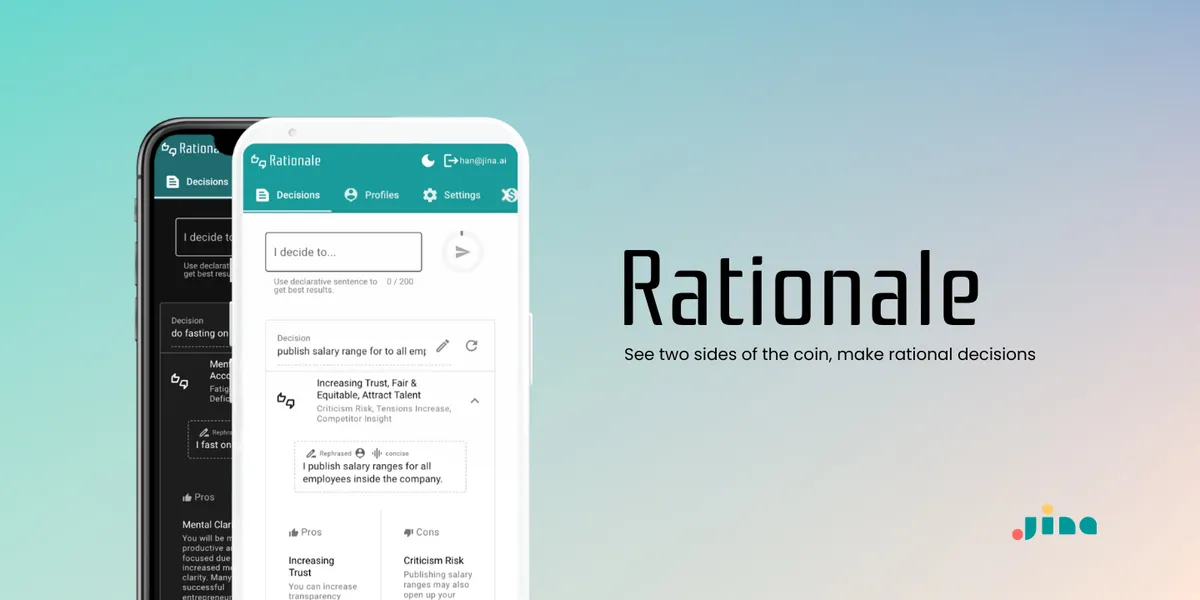 Rationa
Decisions
I decide to
Use declarat
get best resu
Decision
do fasting on
Men
Acco
Fatig
Defic
Rephra
I fast on
Pros
Mental Clar
You will be m
productive a
focused due
increased me
clarity. Many
successful
entrepreneur
Rationale
han@jina.ai
Decisions Profiles Settings
I decide to...
Use declarative sentence to 0 / 200
get best results.
Decision
publish salary range for to all emp
Increasing Trust, Fair &
Equitable, Attract Talent
Criticism Risk, Tensions Increase,
Competitor Insight
Rephrased concise
I publish salary ranges for all
employees inside the company.
Pros Cons
Increasing
Trust
You can increase
transparency
Criticism Risk
Publishing salary
ranges may also
open up your
Rationale
See two sides of the coin, make rational decisions
jina